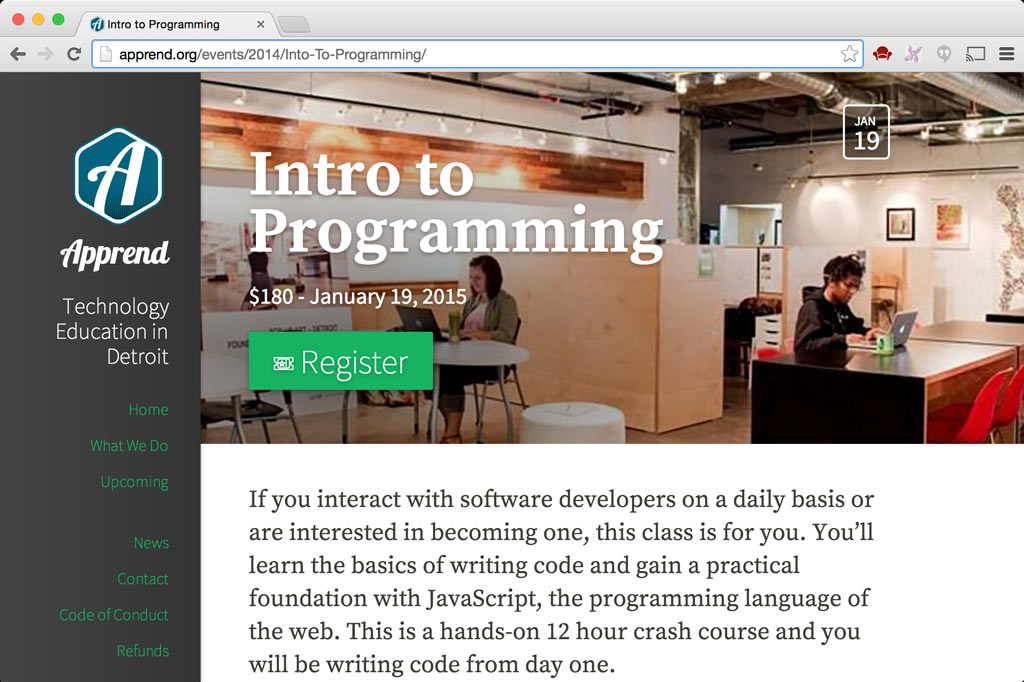 Intro to Programming
apprend.org/events/2014/Into-To-Programming/
A
Apprend
Technology
Education in
Detroit
Home
What We Do
Upcoming
News
Contact
Code of Conduct
Refunds
JAN
19
Intro to
Programming
$180 - January 19, 2015
Register
If you interact with software developers on a daily basis or
are interested in becoming one, this class is for you. You’ll
learn the basics of writing code and gain a practical
foundation with JavaScript, the programming language of
the web. This is a hands-on 12 hour crash course and you
will be writing code from day one.